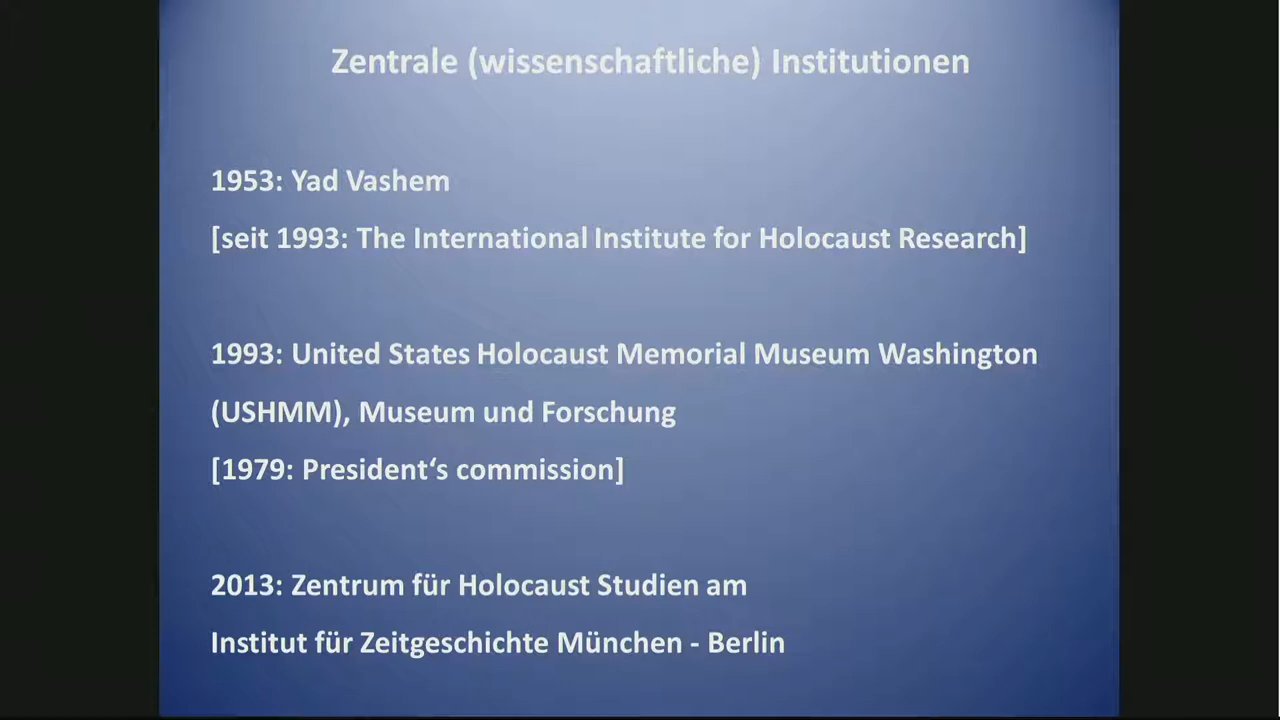 Zentrale (wissenschaftliche) Institutionen
1953: Yad Vashem
[seit 1993: The International Institute for Holocaust Research]
1993: United States Holocaust Memorial Museum Washington
(USHMM), Museum und Forschung
[1979: President‘s commission]
2013: Zentrum für Holocaust Studien am
Institut für Zeitgeschichte München - Berlin